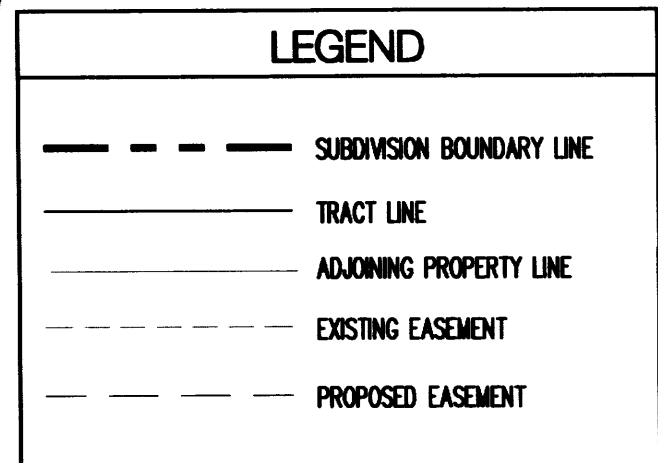 LEGEND
SUBDIVISION BOUNDARY LINE
TRACT LINE
ADJOINING PROPERTY LINE
EXISTING EASEMENT
PROPOSED EASEMENT